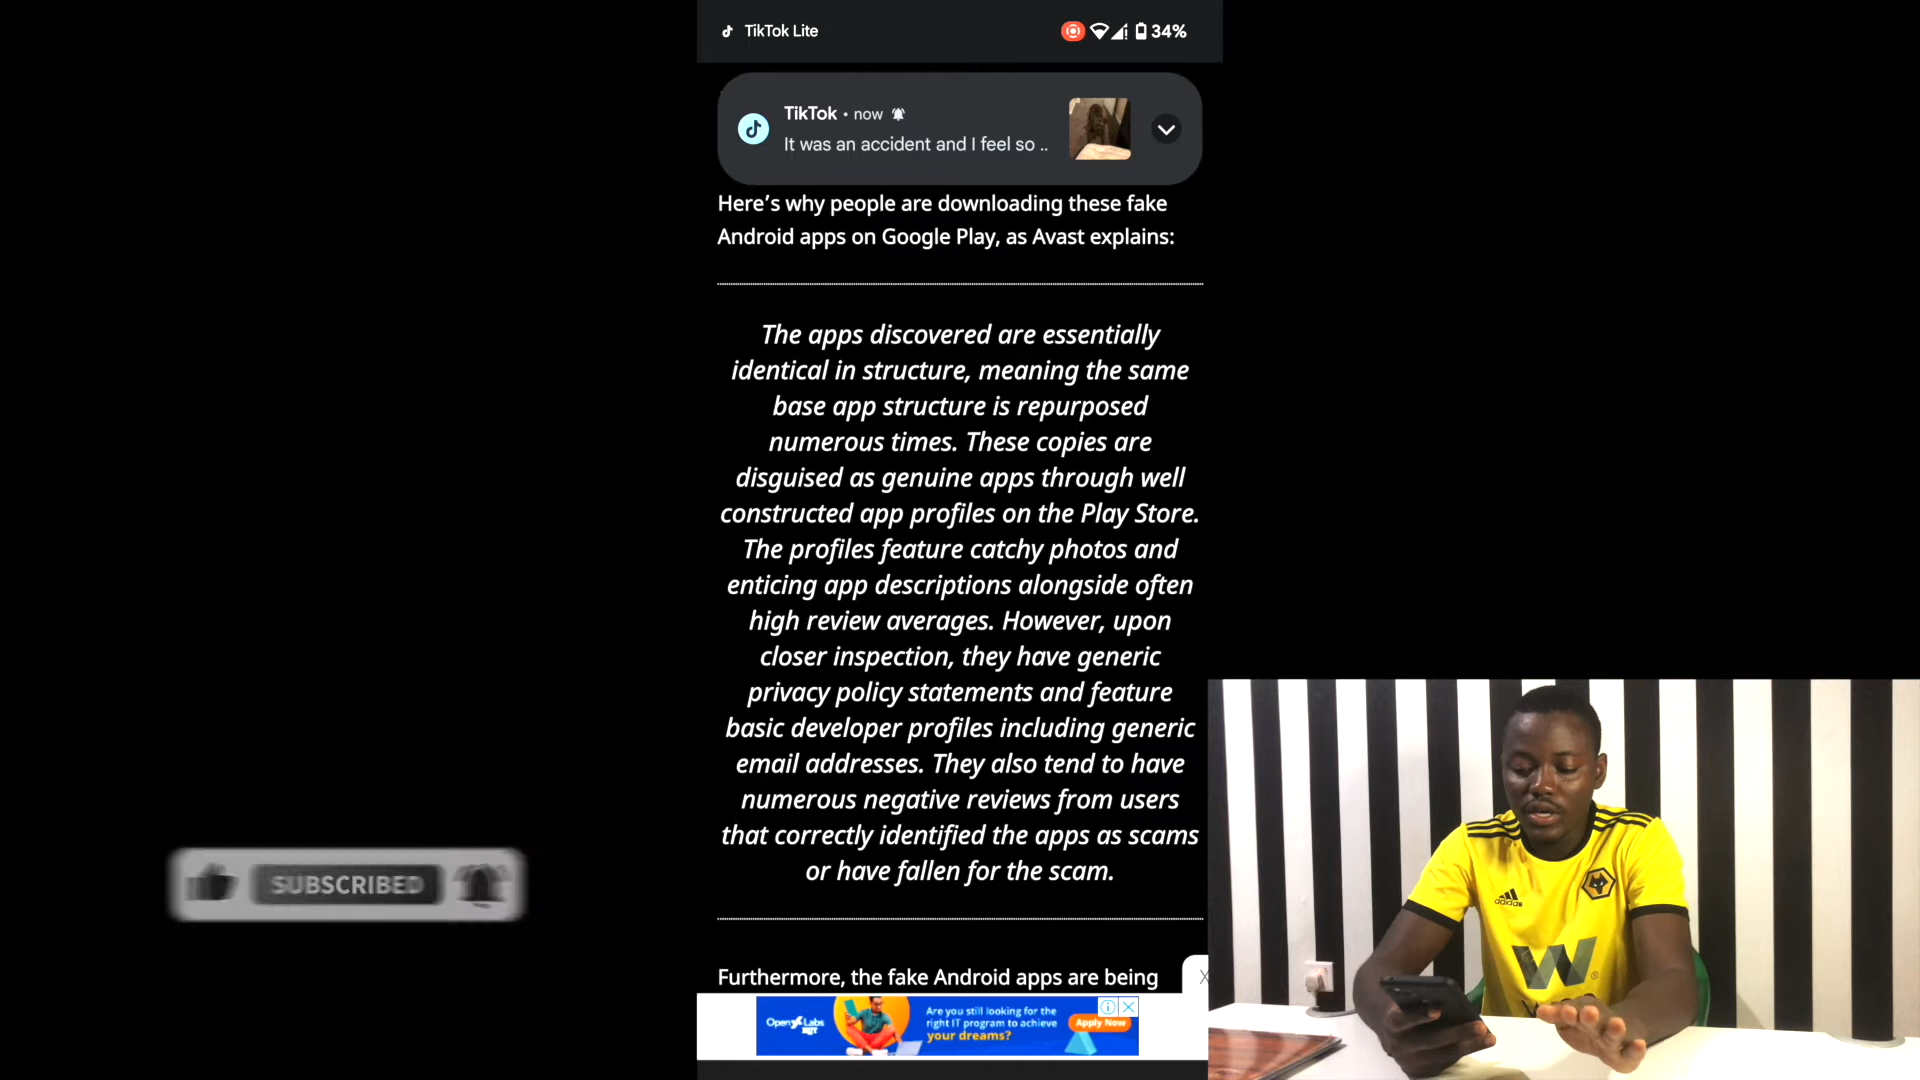 TikTok Lite
34%
TikTok • now
It was an accident and I feel so ..
Here's why people are downloading these fake
Android apps on Google Play, as Avast explains:
The apps discovered are essentially
identical in structure, meaning the same
base app structure is repurposed
numerous times. These copies are
disguised as genuine apps through well
constructed app profiles on the Play Store.
The profiles feature catchy photos and
enticing app descriptions alongside often
high review averages. However, upon
closer inspection, they have generic
privacy policy statements and feature
basic developer profiles including generic
email addresses. They also tend to have
numerous negative reviews from users
that correctly identified the apps as scams
or have fallen for the scam.
Furthermore, the fake Android apps are being
X
Are you still looking for the
right IT program to achieve
your dreams?
Apply Now
SUBSCRIBED
adidas
W